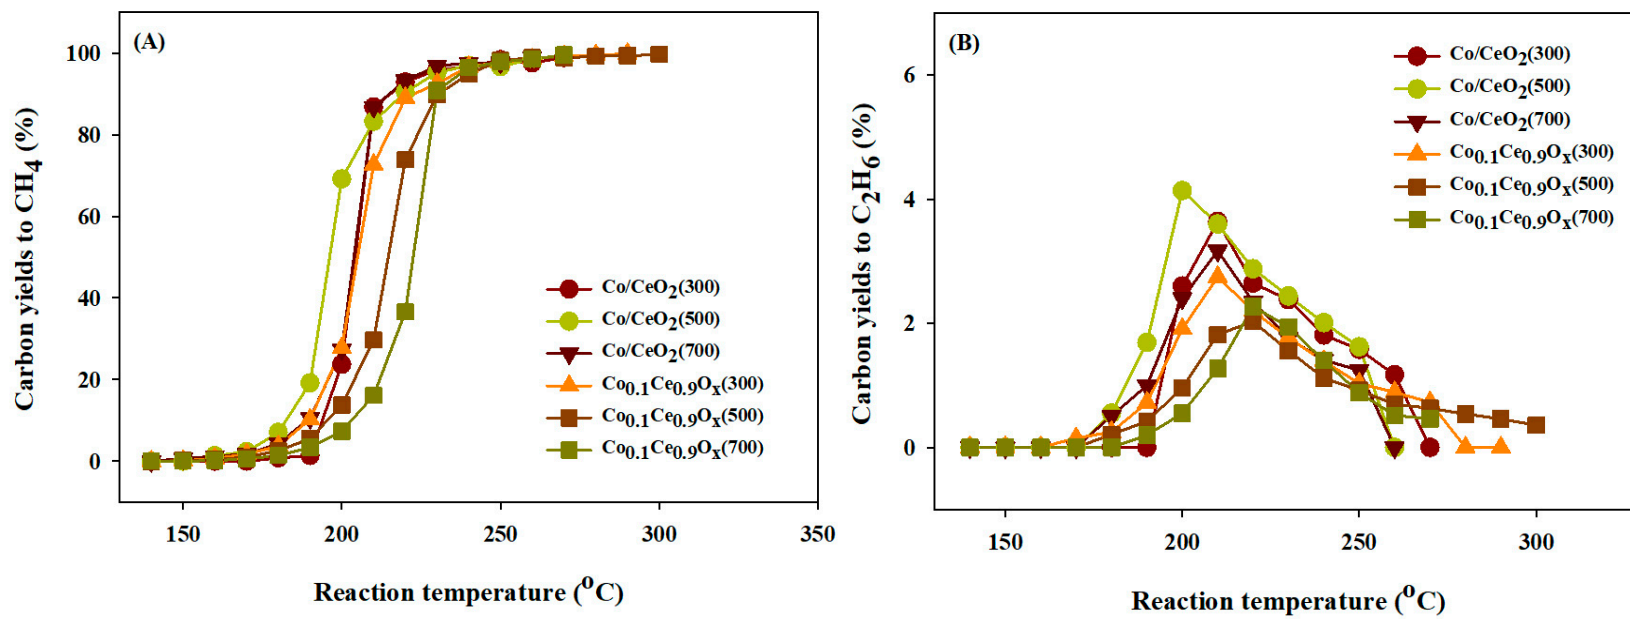 (A)
Carbon yields to CH4 (%)
100
80
60
40
20
0
150
200
250
300
350
Reaction temperature (oC)
Co/CeO2(300)
Co/CeO2(500)
Co/CeO2(700)
Co0.1Ce0.9Ox(300)
Co0.1Ce0.9Ox(500)
Co0.1Ce0.9Ox(700)
(B)
Carbon yields to C2H6 (%)
6
4
2
0
150
200
250
300
Reaction temperature (oC)
Co/CeO2(300)
Co/CeO2(500)
Co/CeO2(700)
Co0.1Ce0.9Ox(300)
Co0.1Ce0.9Ox(500)
Co0.1Ce0.9Ox(700)